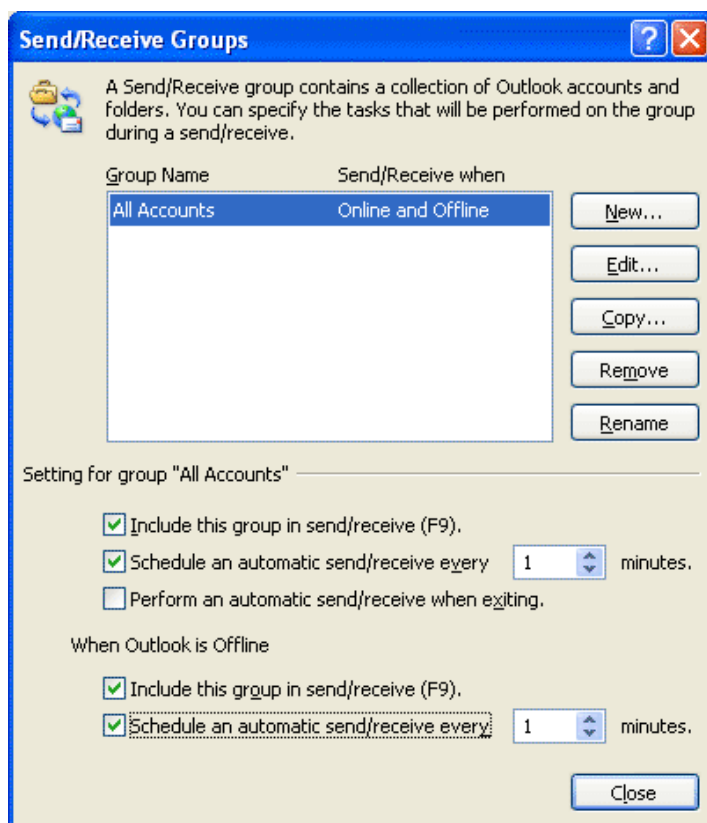 Send/Receive Groups
A Send/Receive group contains a collection of Outlook accounts and
folders. You can specify the tasks that will be performed on the group
during a send/receive.
Group Name Send/Receive when
All Accounts Online and Offline
New...
Edit...
Copy...
Remove
Rename
Setting for group "All Accounts"
Include this group in send/receive (F9).
Schedule an automatic send/receive every 1 minutes.
Perform an automatic send/receive when exiting.
When Outlook is Offline
Include this group in send/receive (F9).
Schedule an automatic send/receive every 1 minutes.
Close